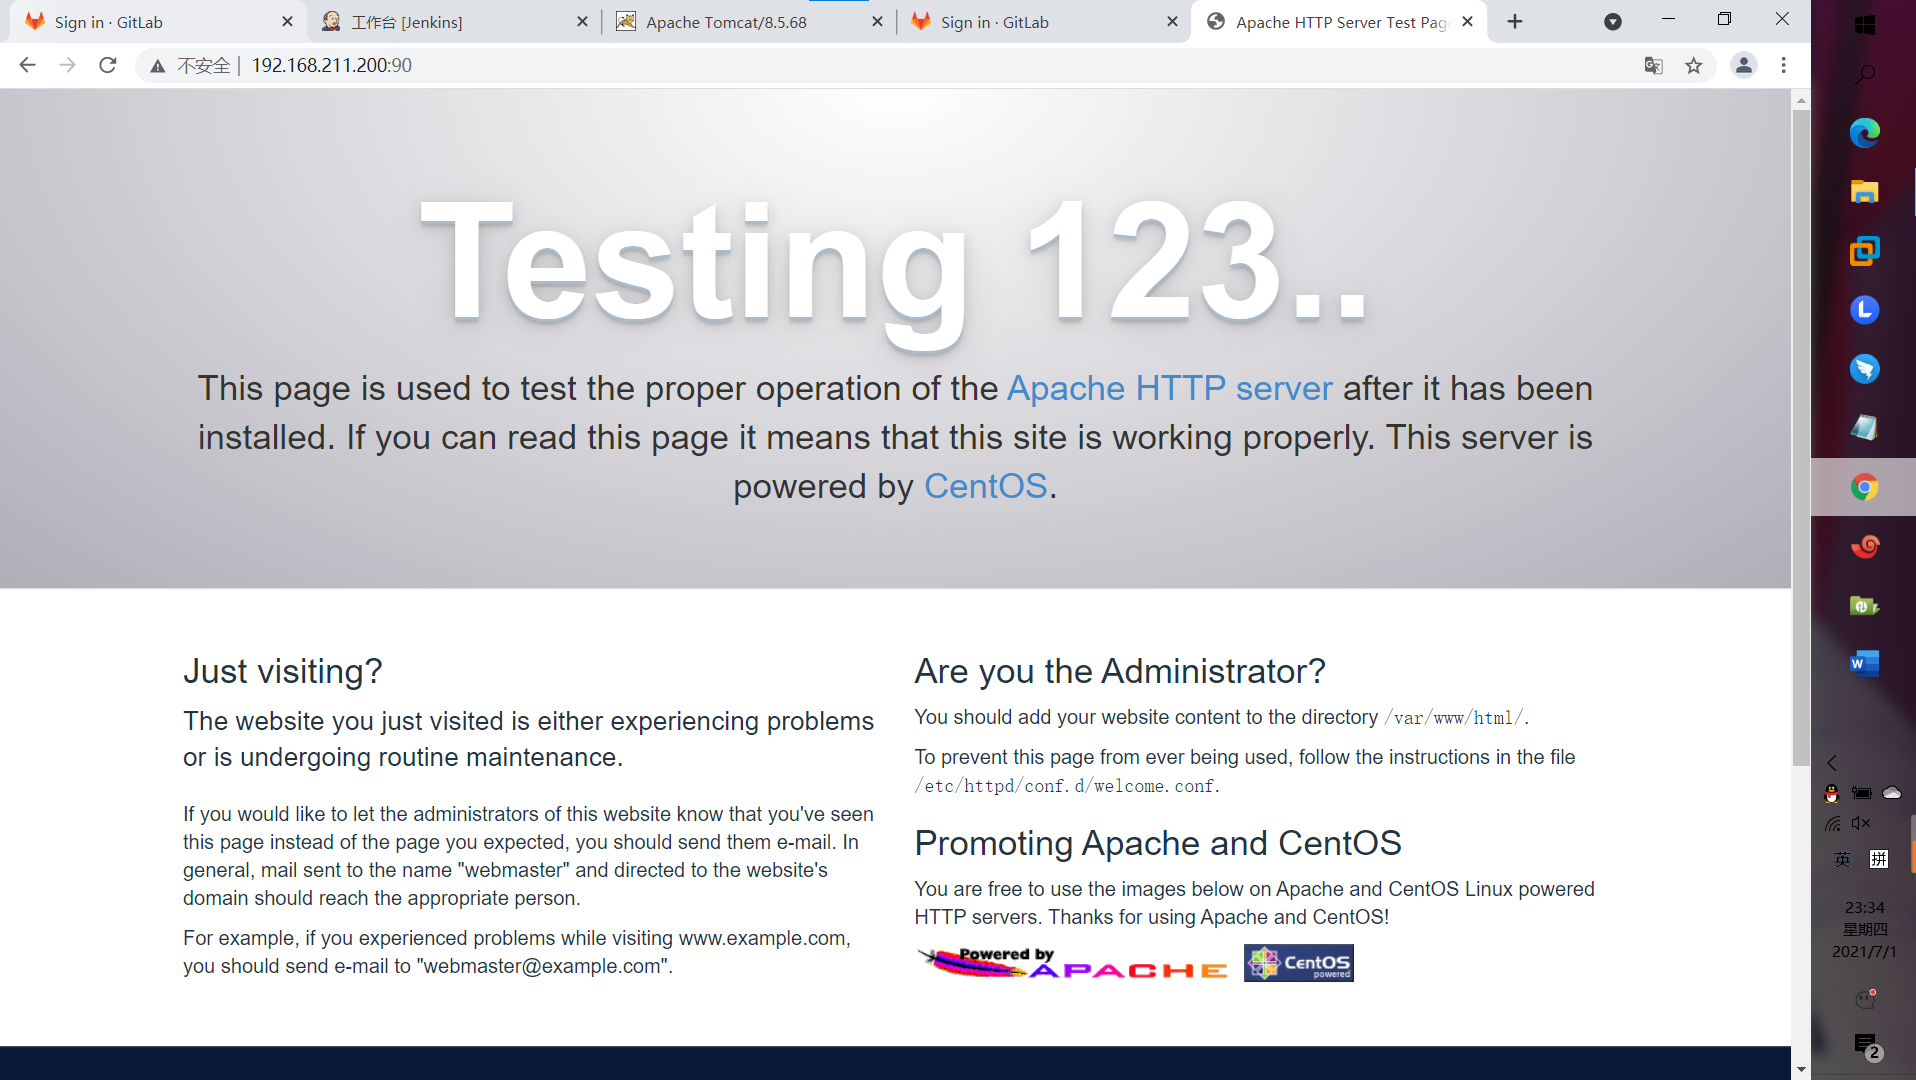 Sign in · GitLab
工作台 [Jenkins]
Apache Tomcat/8.5.68
Sign in · GitLab
Apache HTTP Server Test Pag
不安全 | 192.168.211.200:90
Testing 123..
This page is used to test the proper operation of the Apache HTTP server after it has been
installed. If you can read this page it means that this site is working properly. This server is
powered by CentOS.
Just visiting?
The website you just visited is either experiencing problems
or is undergoing routine maintenance.
If you would like to let the administrators of this website know that you've seen
this page instead of the page you expected, you should send them e-mail. In
general, mail sent to the name "webmaster" and directed to the website's
domain should reach the appropriate person.
For example, if you experienced problems while visiting www.example.com,
you should send e-mail to "webmaster@example.com".
Are you the Administrator?
You should add your website content to the directory /var/www/html/.
To prevent this page from ever being used, follow the instructions in the file
/etc/httpd/conf.d/welcome.conf.
Promoting Apache and CentOS
You are free to use the images below on Apache and CentOS Linux powered
HTTP servers. Thanks for using Apache and CentOS!
Powered by
APACHE
CentOS
powered
英 拼
23:34
星期四
2021/7/1
2